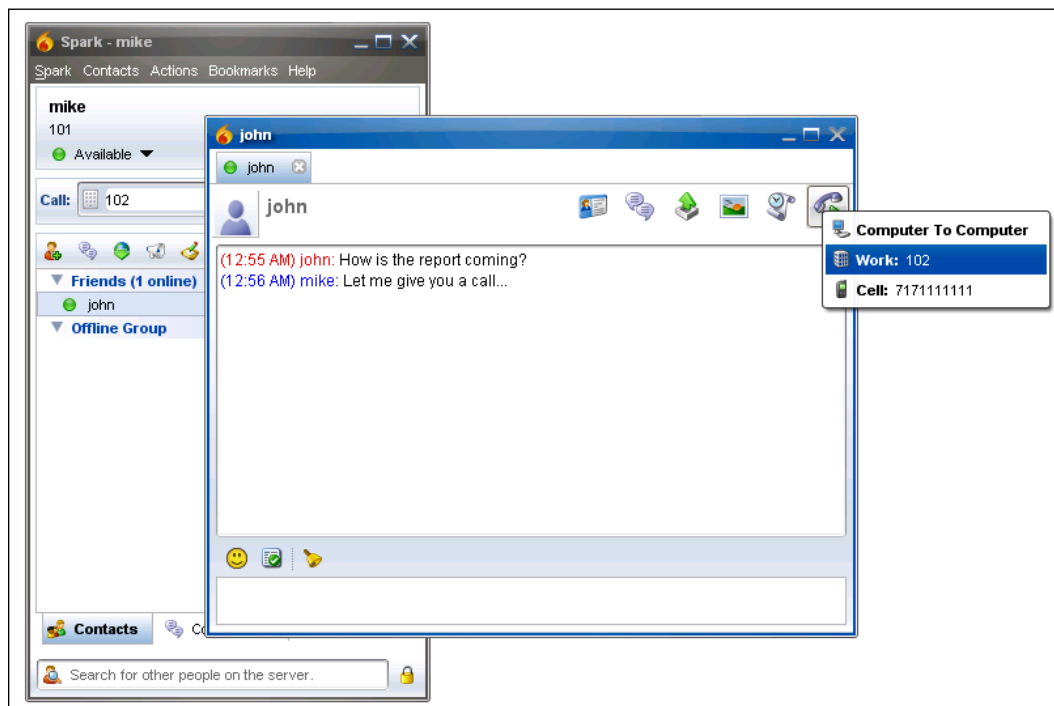 Spark - mike
Spark Contacts Actions Bookmarks Help
mike
101
Available
Call: 102
Friends (1 online)
john
Offline Group
Contacts
Search for other people on the server.
john
john
john
(12:55 AM) john: How is the report coming?
(12:56 AM) mike: Let me give you a call...
Computer To Computer
Work: 102
Cell: 7171111111